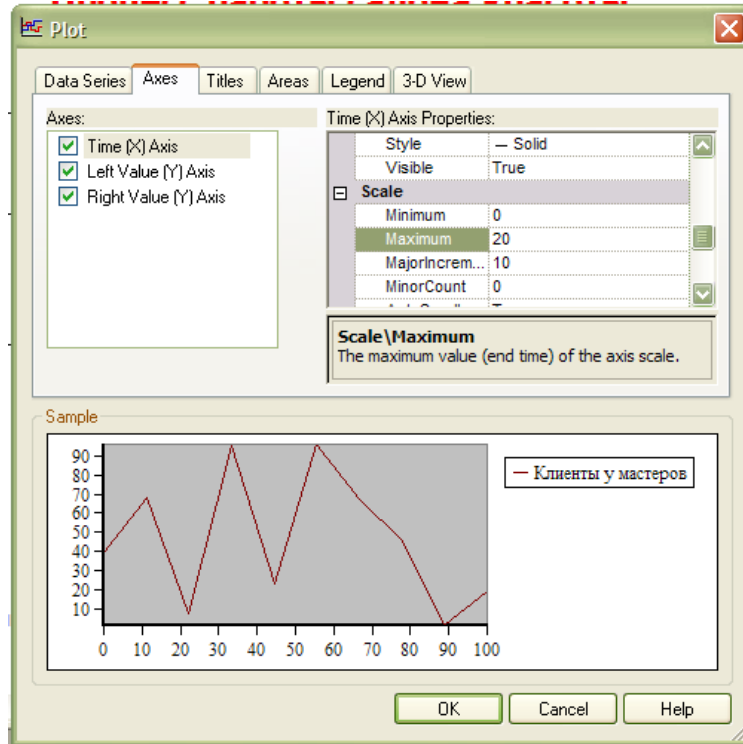 Plot
Data Series Axes Titles Areas Legend 3-D View
Axes: Time (X) Axis Properties:
Time (X) Axis
Left Value (Y) Axis
Right Value (Y) Axis
Style — Solid
Visible True
Scale
Minimum 0
Maximum 20
MajorIncrem... 10
MinorCount 0
Scale\Maximum
The maximum value (end time) of the axis scale.
Sample
90
80
70
60
50
40
30
20
10
0 10 20 30 40 50 60 70 80 90 100
Клиенты у мастеров
OK Cancel Help